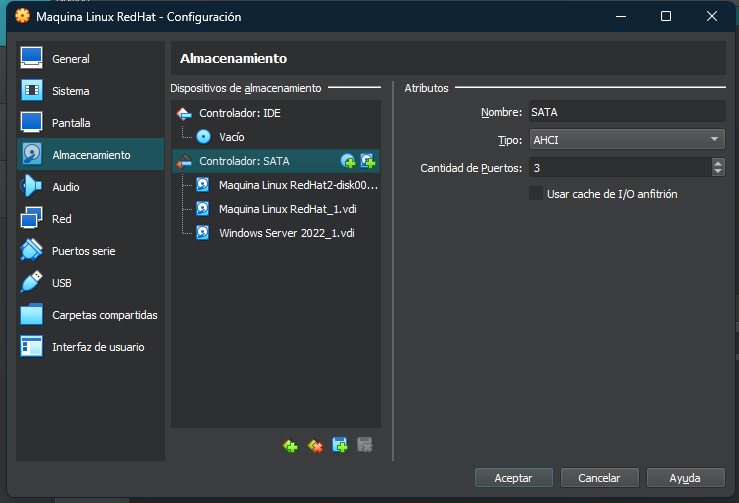 Maquina Linux RedHat - Configuración
General
Sistema
Pantalla
Almacenamiento
Audio
Red
Puertos serie
USB
Carpetas compartidas
Interfaz de usuario
Almacenamiento
Dispositivos de almacenamiento
Controlador: IDE
Vacío
Controlador: SATA
Maquina Linux RedHat2-disk00...
Maquina Linux RedHat_1.vdi
Windows Server 2022_1.vdi
Atributos
Nombre: SATA
Tipo: AHCI
Cantidad de Puertos: 3
Usar cache de I/O anfitrión
Aceptar Cancelar Ayuda